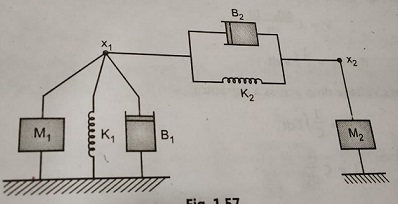 B₂
x₁
x₂
K₂
M₁
K₁
B₁
M₂
Fig. 1.57